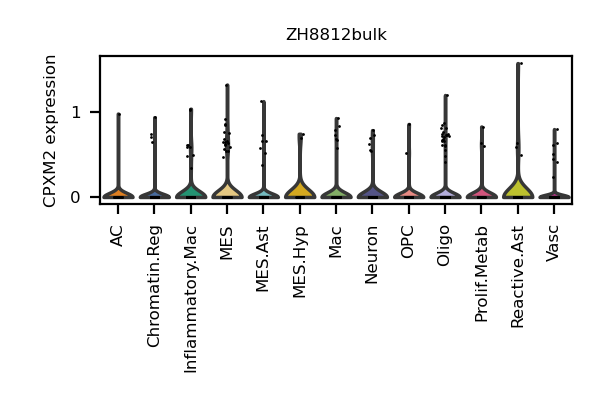 ZH8812bulk
CPXM2 expression
1
0
AC
Chromatin.Reg
Inflammatory.Mac
MES
MES.Ast
MES.Hyp
Mac
Neuron
OPC
Oligo
Prolif.Metab
Reactive.Ast
Vasc